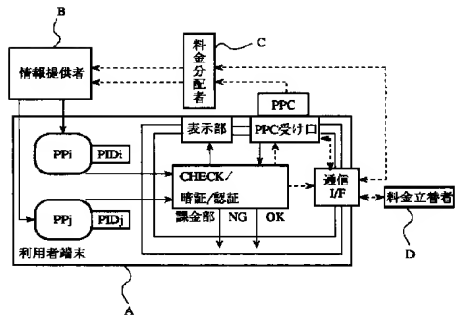 B
C
情報提供者
料金分配者
PPC
表示部
PPC受け口
PPi
PIDi
CHECK/
暗証/認証
通信
I/F
料金立替者
PPj
PIDj
課金部 NG OK
D
利用者端末
A